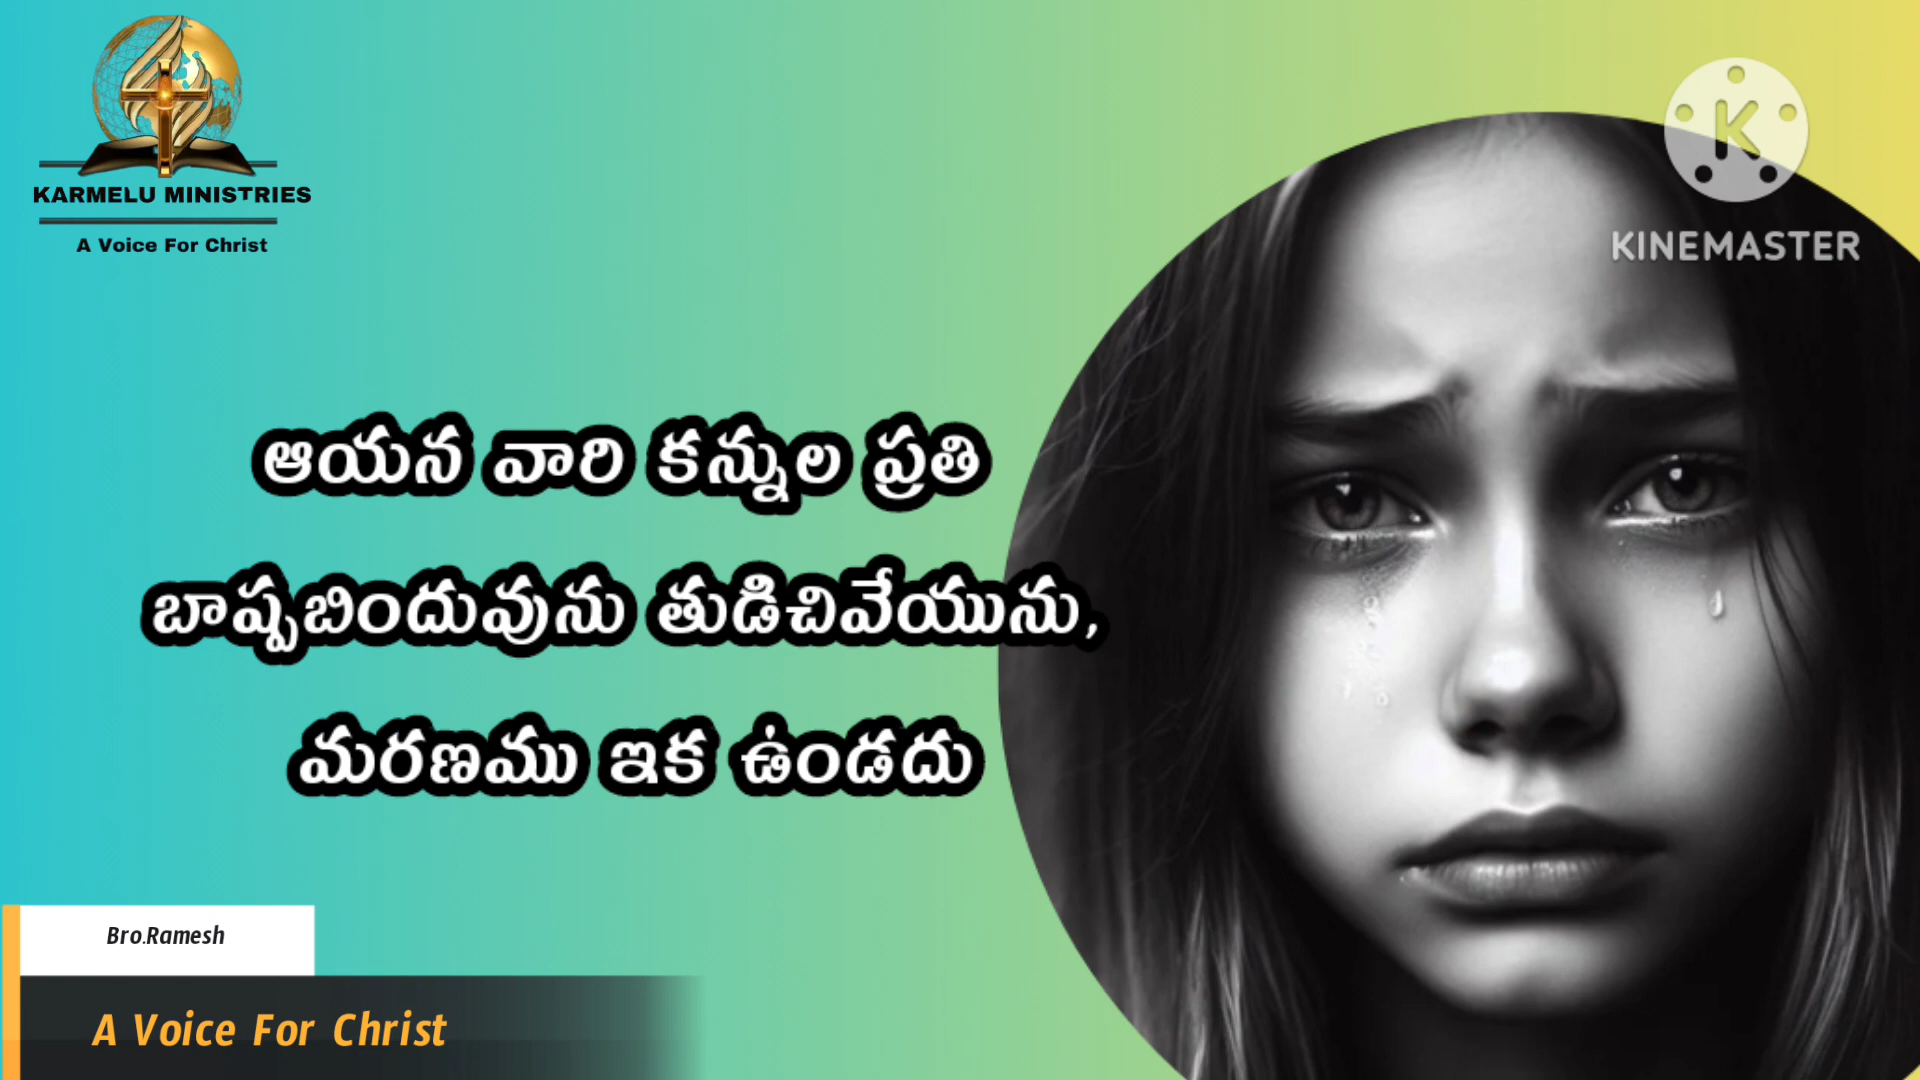 KARMELU MINISTRIES
A Voice For Christ
K
KINEMASTER
ఆయన వారి కన్నుల ప్రతి
బాష్పబిందువును తుడిచివేయును,
మరణము ఇక ఉండదు
Bro.Ramesh
A Voice For Christ